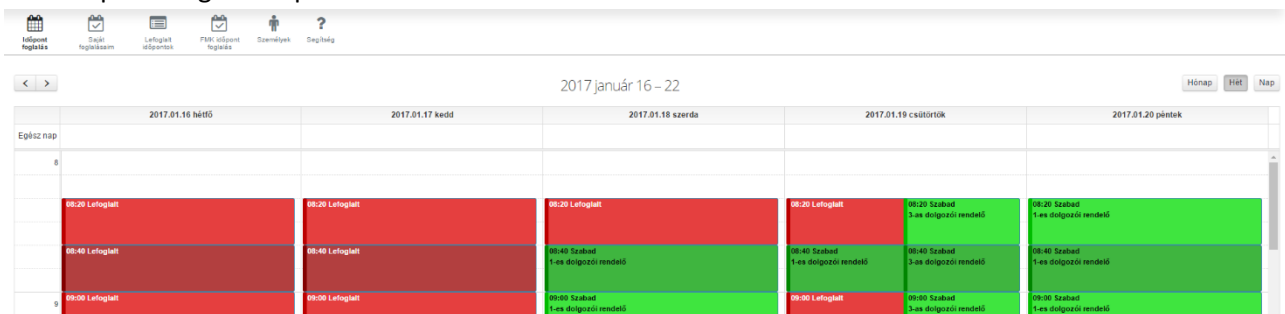 Időpont foglalás
Saját foglalásaim
Lefoglalt időpontok
FMK időpont foglalás
Személyek
Segítség
2017 január 16 – 22
Hónap Hét Nap
2017.01.16 hétfő 2017.01.17 kedd 2017.01.18 szerda 2017.01.19 csütörtök 2017.01.20 péntek
Egész nap
8
08:20 Lefoglalt 08:20 Lefoglalt 08:20 Lefoglalt 08:20 Lefoglalt 08:20 Szabad 08:20 Szabad
3-as dolgozói rendelő 1-es dolgozói rendelő
08:40 Lefoglalt 08:40 Lefoglalt 08:40 Szabad 08:40 Szabad 08:40 Szabad 08:40 Szabad
1-es dolgozói rendelő 1-es dolgozói rendelő 3-as dolgozói rendelő 1-es dolgozói rendelő
9 09:00 Lefoglalt 09:00 Lefoglalt 09:00 Szabad 09:00 Lefoglalt 09:00 Szabad 09:00 Szabad
1-es dolgozói rendelő 3-as dolgozói rendelő 1-es dolgozói rendelő